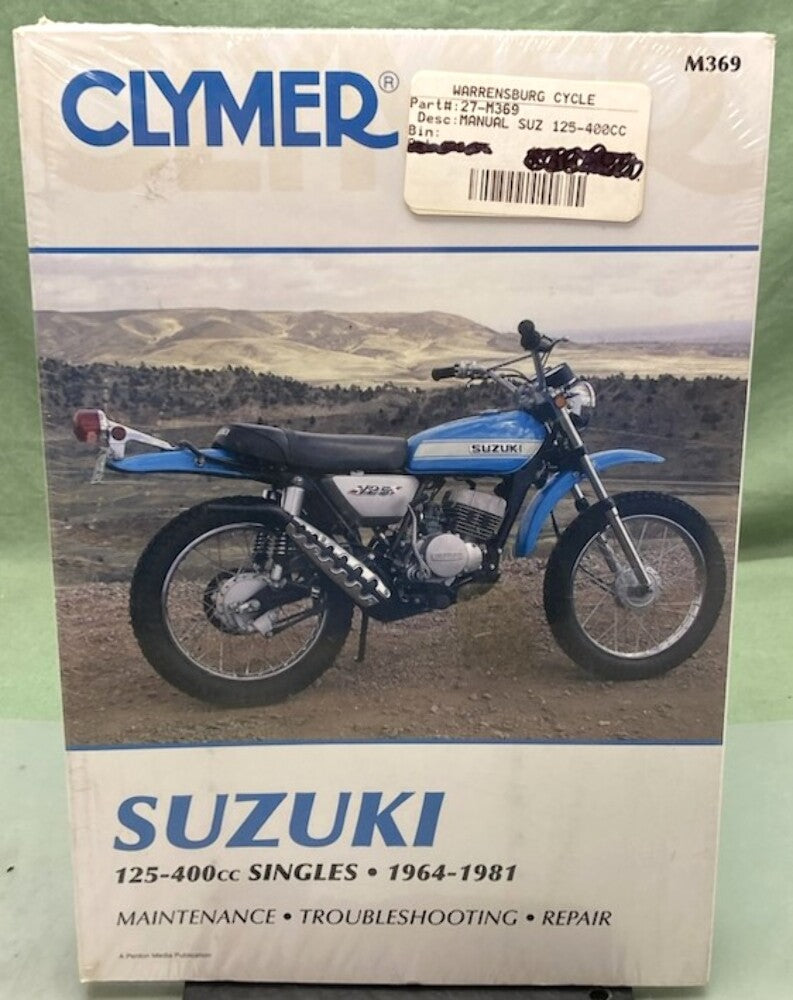 CLYMER®
M369
WARRENSBURG CYCLE
Part#:27-M369
Desc:MANUAL SUZ 125-400CC
Bin:
SUZUKI
SUZUKI
125-400CC SINGLES • 1964-1981
MAINTENANCE • TROUBLESHOOTING • REPAIR
A Penton Media Publication